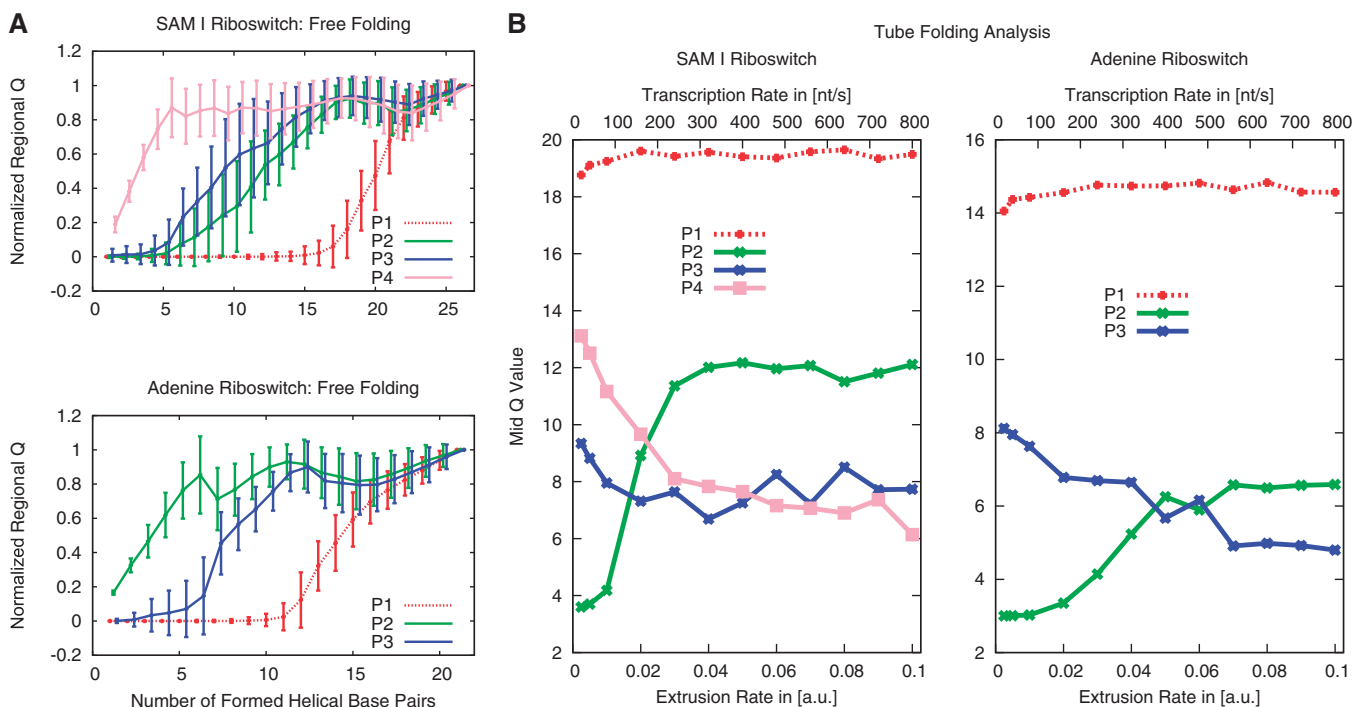 A
SAM I Riboswitch: Free Folding
Normalized Regional Q
1.2
1
0.8
0.6
0.4
0.2
0
-0.2
P1
P2
P3
P4
0 5 10 15 20 25
Adenine Riboswitch: Free Folding
Normalized Regional Q
1.2
1
0.8
0.6
0.4
0.2
0
-0.2
P1
P2
P3
0 5 10 15 20
Number of Formed Helical Base Pairs
B
Tube Folding Analysis
SAM I Riboswitch
Transcription Rate in [nt/s]
0 100 200 300 400 500 600 700 800
Mid Q Value
20
18
16
14
12
10
8
6
4
2
P1
P2
P3
P4
0 0.02 0.04 0.06 0.08 0.1
Extrusion Rate in [a.u.]
Adenine Riboswitch
Transcription Rate in [nt/s]
0 100 200 300 400 500 600 700 800
16
14
12
10
8
6
4
2
P1
P2
P3
0 0.02 0.04 0.06 0.08 0.1
Extrusion Rate in [a.u.]